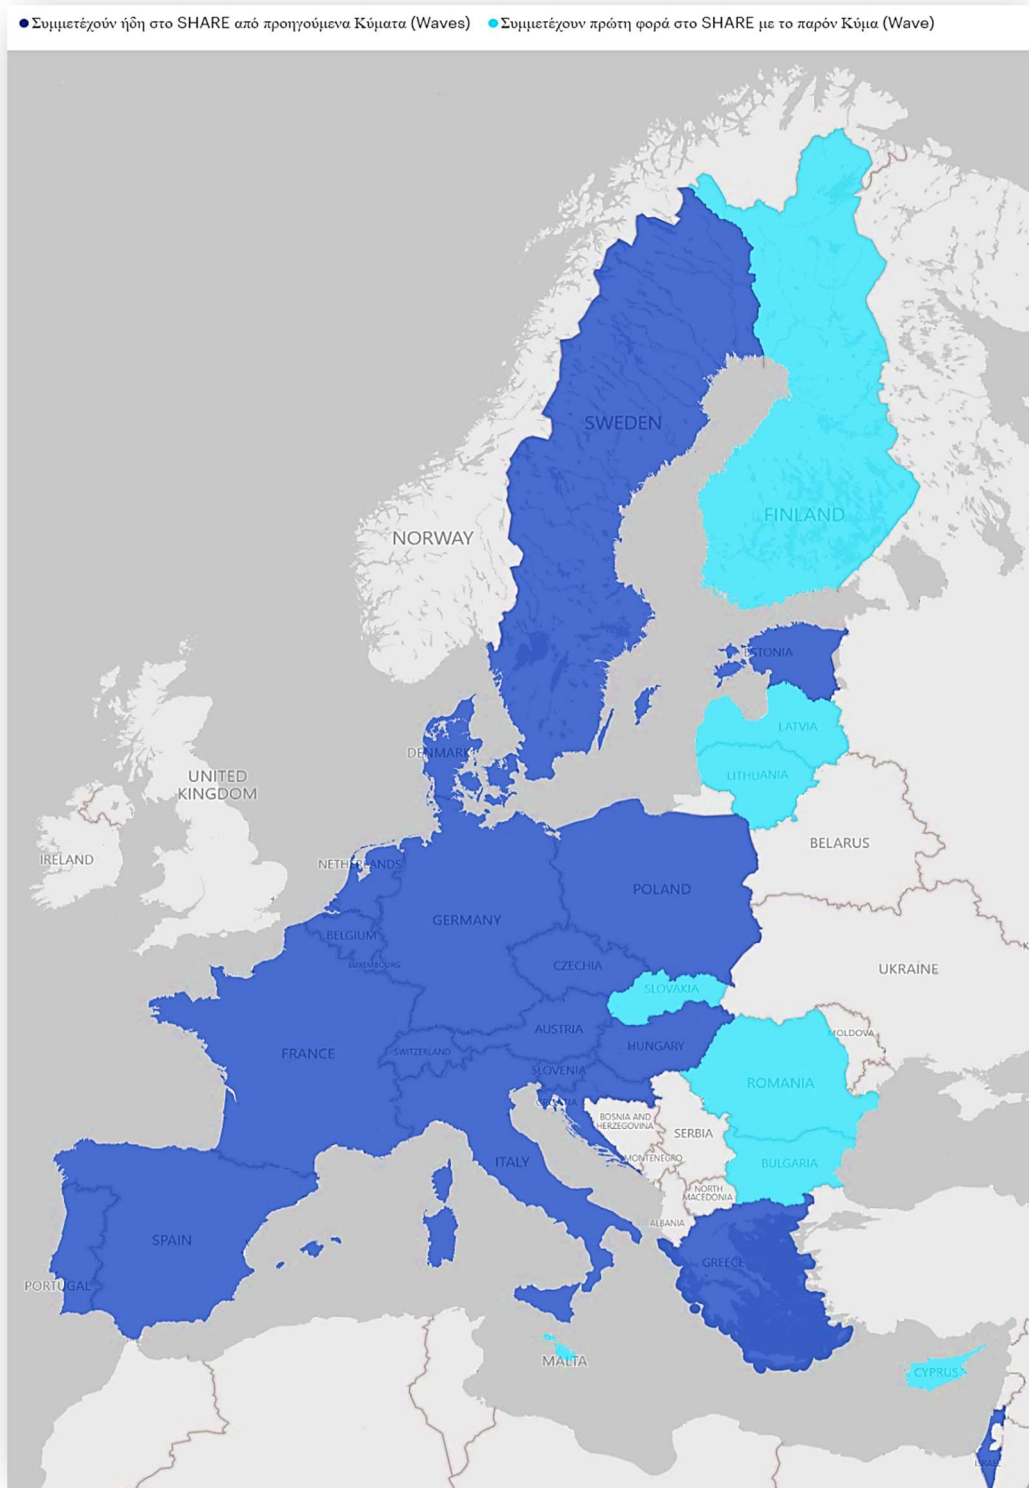 Συμμετέχούν ήδη στο SHARE από προηγούμενα Κύματα (Waves) Συμμετέχουν πρώτη φορά στο SHARE με το παρόν Κύμα (Wave)
SWEDEN
FINLAND
NORWAY
ESTONIA
LATVIA
DENMARK
LITHUANIA
UNITED
KINGDOM
BELARUS
IRELAND
NETHERLANDS
POLAND
GERMANY
BELGIUM
LUXEMBOURG
CZECHIA
UKRAINE
SLOVAKIA
AUSTRIA
MOLDOVA
HUNGARY
FRANCE
SWITZERLAND
SLOVENIA
ROMANIA
CROATIA
BOSNIA AND
HERZEGOVINA
SERBIA
MONTENEGRO
ITALY
BULGARIA
NORTH
MACEDONIA
ALBANIA
SPAIN
GREECE
PORTUGAL
MALTA
CYPRUS
ISRAEL